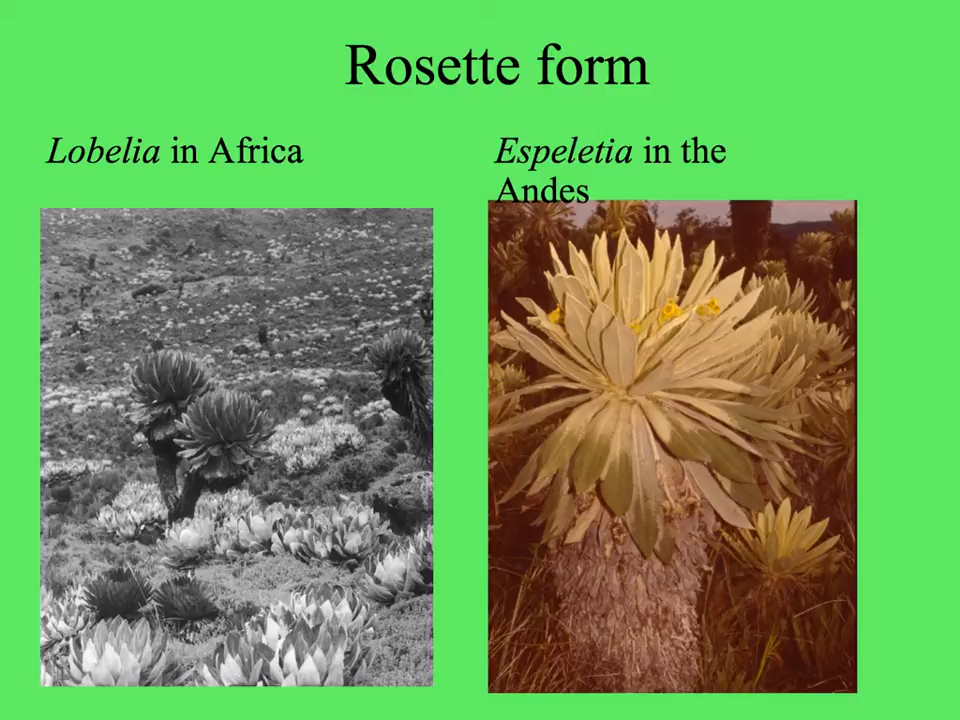 Rosette form
Lobelia in Africa
Espeletia in the
Andes